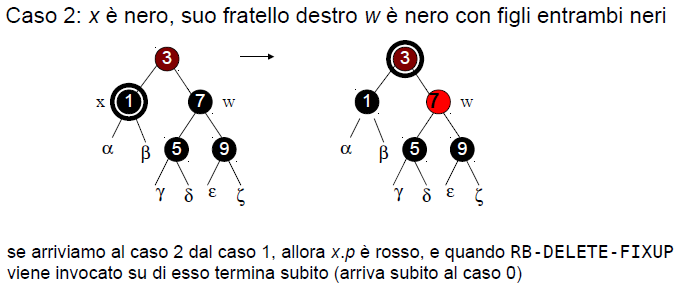 Caso 2: x è nero, suo fratello destro w è nero con figli entrambi neri
3 3
x 1 7 w 1 7 w
α β 5 9 α β 5 9
γ δ ε ζ γ δ ε ζ
se arriviamo al caso 2 dal caso 1, allora x.p è rosso, e quando RB-DELETE-FIXUP
viene invocato su di esso termina subito (arriva subito al caso 0)